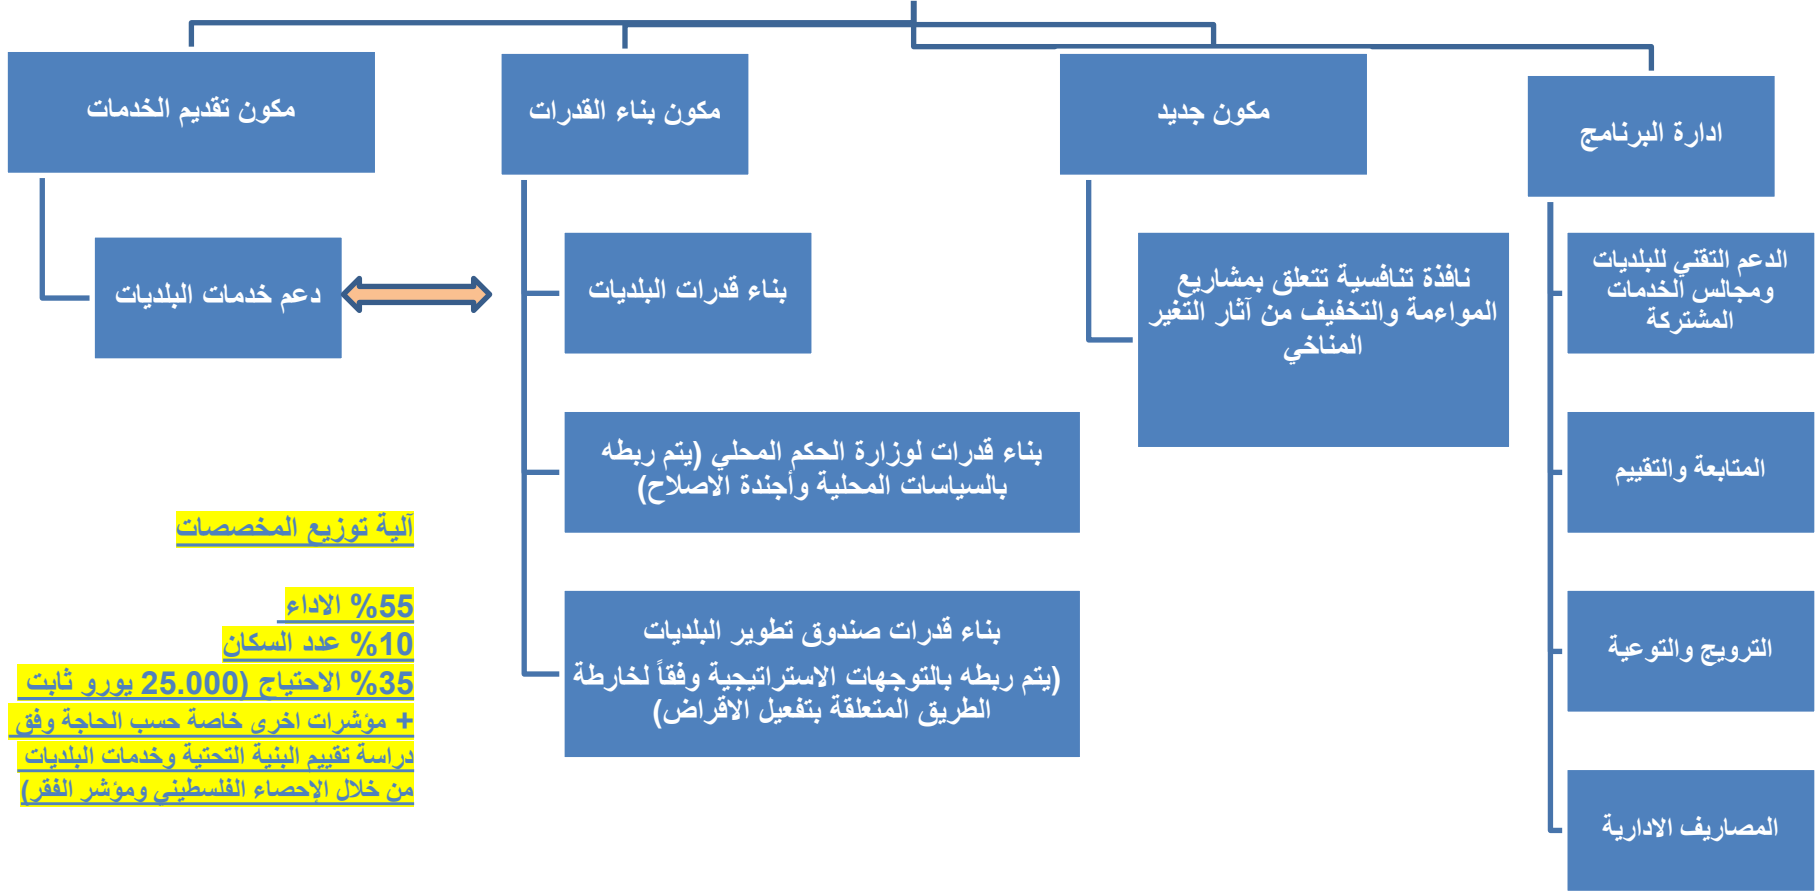 ادارة البرنامج
الدعم التقني للبلديات
ومجالس الخدمات
المشتركة
المتابعة والتقييم
الترويج والتوعية
المصاريف الادارية
مكون جديد
نافذة تنافسية تتعلق بمشاريع
المواءمة والتخفيف من آثار التغير
المناخي
مكون بناء القدرات
بناء قدرات البلديات
بناء قدرات لوزارة الحكم المحلي (يتم ربطه
بالسياسات المحلية وأجندة الاصلاح)
بناء قدرات صندوق تطوير البلديات
(يتم ربطه بالتوجهات الاستراتيجية وفقاً لخارطة
الطريق المتعلقة بتفعيل الاقراض)
مكون تقديم الخدمات
دعم خدمات البلديات
آلية توزيع المخصصات
55% الاداء
10% عدد السكان
35% الاحتياج (25.000 يورو ثابت
+ مؤشرات اخرى خاصة حسب الحاجة وفق
دراسة تقييم البنية التحتية وخدمات البلديات
من خلال الإحصاء الفلسطيني ومؤشر الفقر)